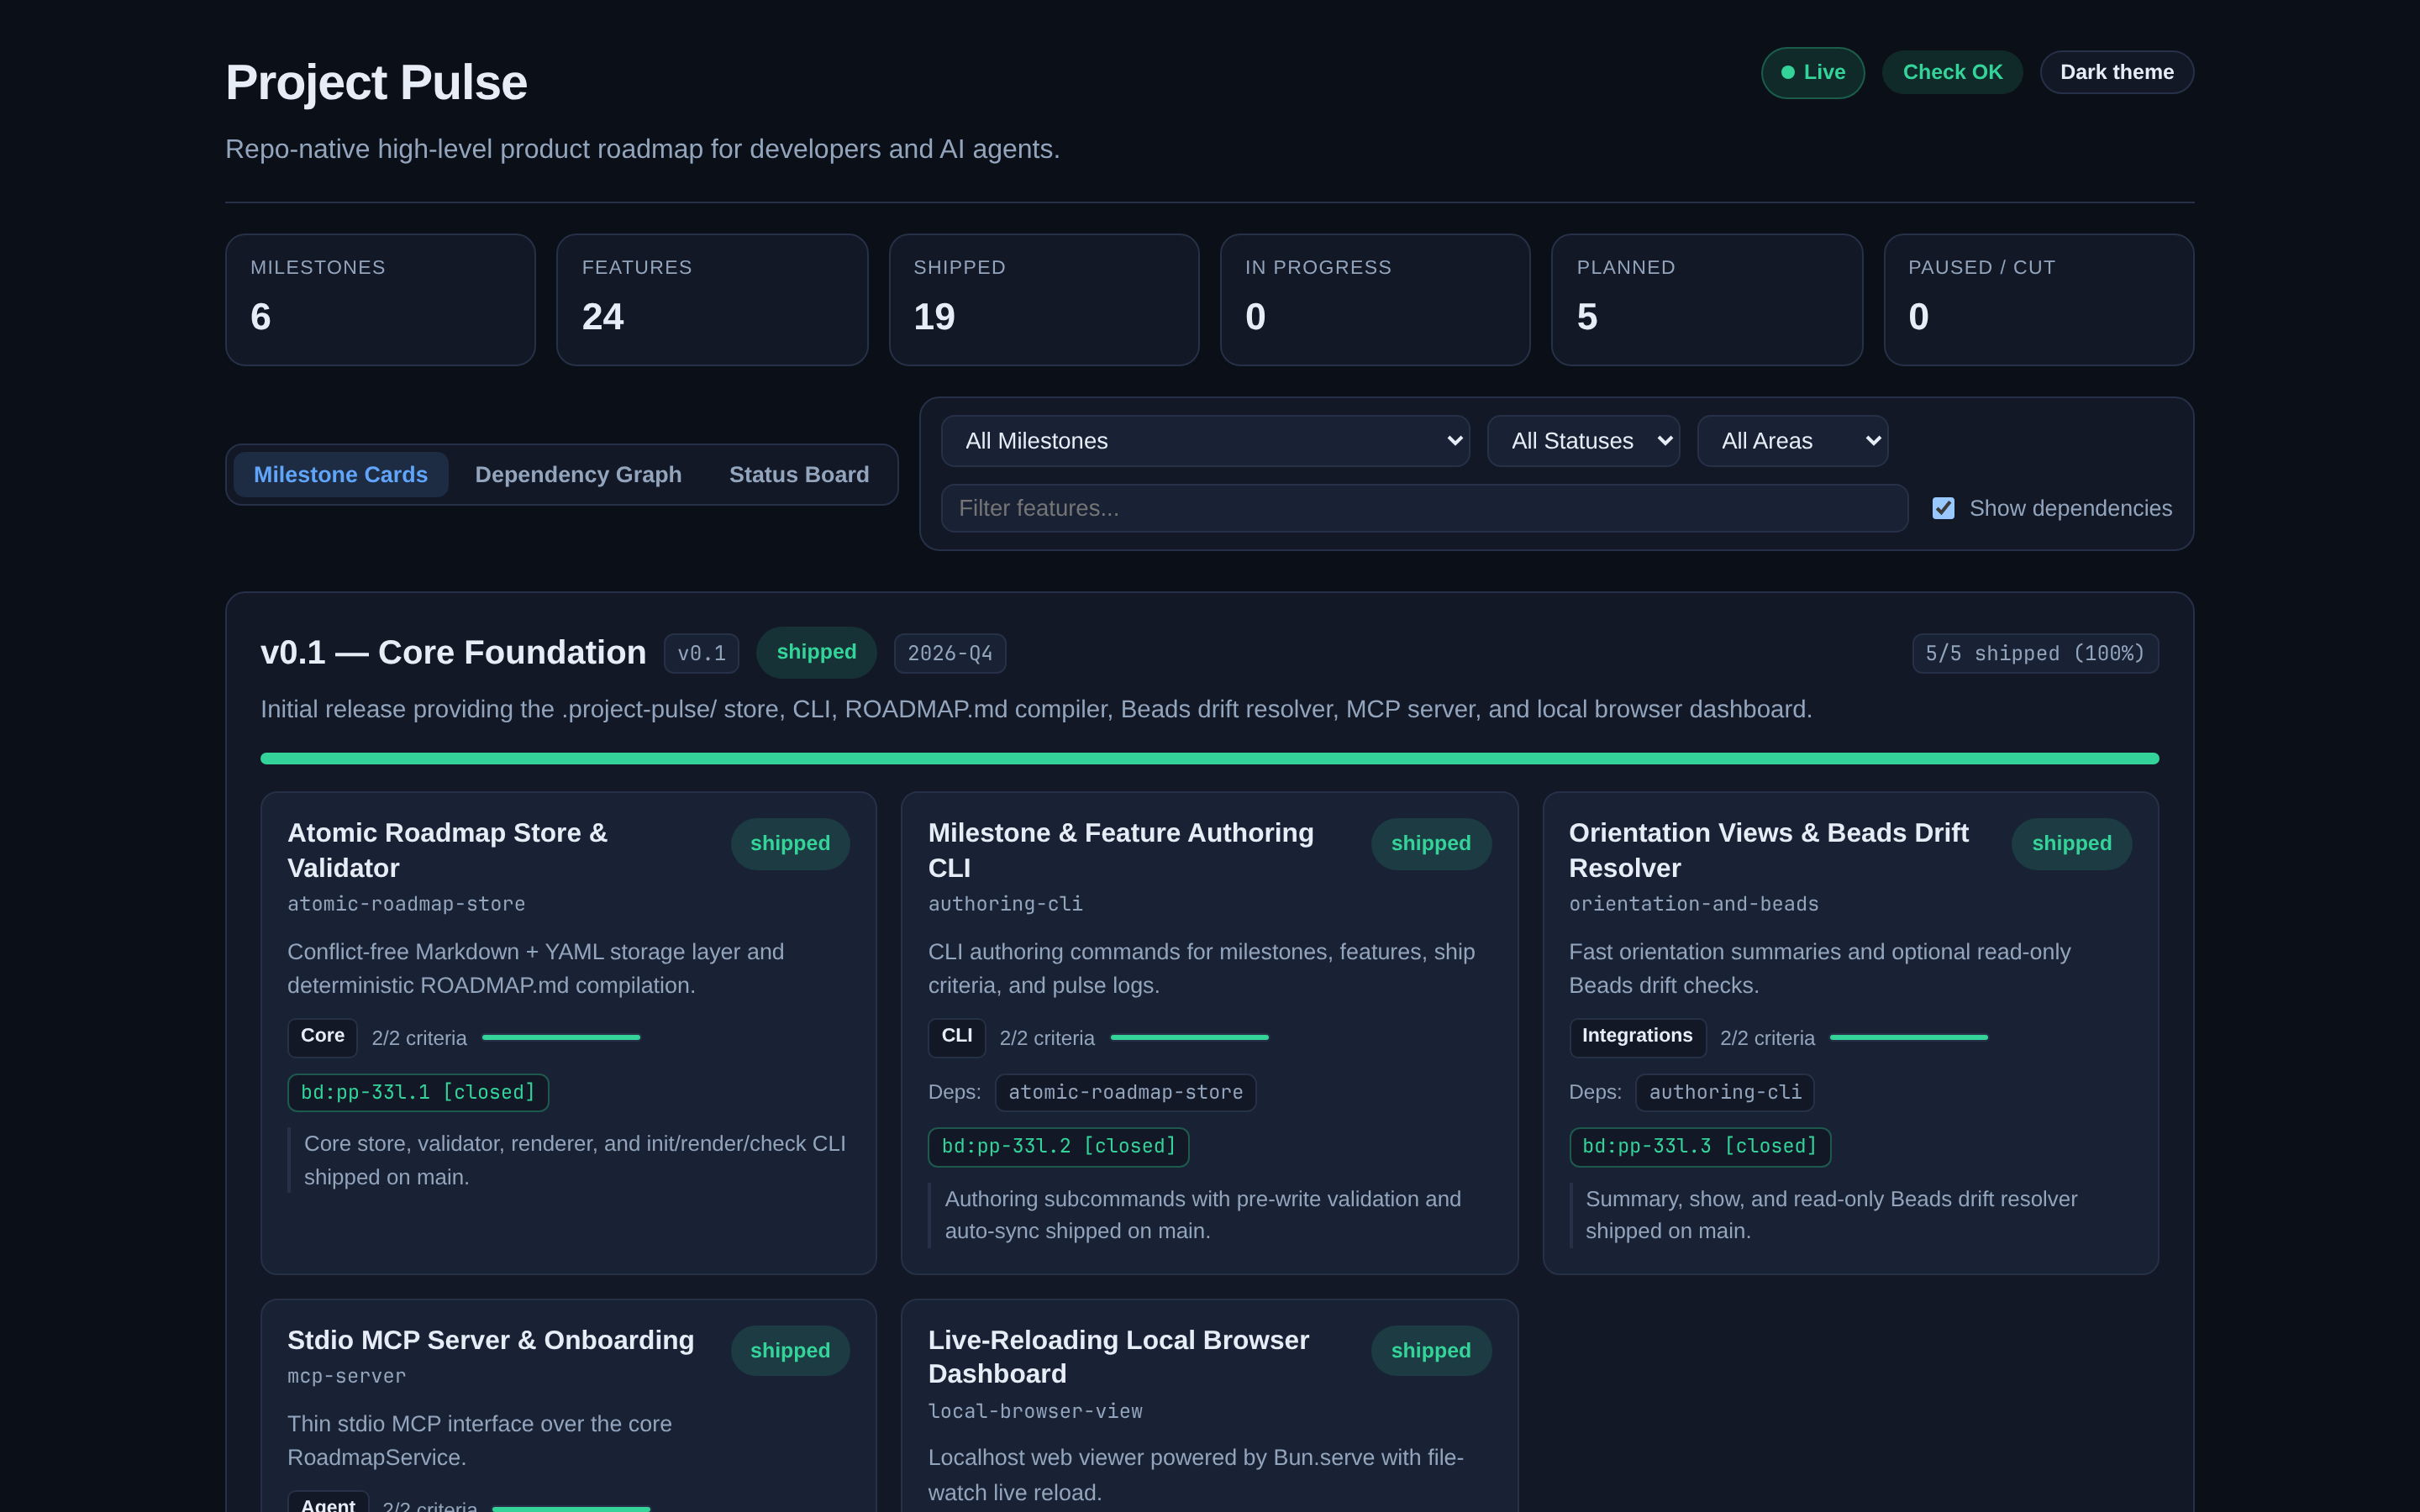 Project Pulse
Live
Check OK
Dark theme
Repo-native high-level product roadmap for developers and AI agents.
MILESTONES
6
FEATURES
24
SHIPPED
19
IN PROGRESS
0
PLANNED
5
PAUSED / CUT
0
Milestone Cards
Dependency Graph
Status Board
All Milestones
All Statuses
All Areas
Filter features...
Show dependencies
v0.1 — Core Foundation
v0.1
shipped
2026-Q4
5/5 shipped (100%)
Initial release providing the .project-pulse/ store, CLI, ROADMAP.md compiler, Beads drift resolver, MCP server, and local browser dashboard.
Atomic Roadmap Store &
Validator
shipped
atomic-roadmap-store
Conflict-free Markdown + YAML storage layer and
deterministic ROADMAP.md compilation.
Core
2/2 criteria
bd:pp-33l.1 [closed]
Core store, validator, renderer, and init/render/check CLI
shipped on main.
Milestone & Feature Authoring
CLI
shipped
authoring-cli
CLI authoring commands for milestones, features, ship
criteria, and pulse logs.
CLI
2/2 criteria
Deps:
atomic-roadmap-store
bd:pp-33l.2 [closed]
Authoring subcommands with pre-write validation and
auto-sync shipped on main.
Orientation Views & Beads Drift
Resolver
shipped
orientation-and-beads
Fast orientation summaries and optional read-only
Beads drift checks.
Integrations
2/2 criteria
Deps:
authoring-cli
bd:pp-33l.3 [closed]
Summary, show, and read-only Beads drift resolver
shipped on main.
Stdio MCP Server & Onboarding
shipped
mcp-server
Thin stdio MCP interface over the core
RoadmapService.
Agent
2/2 criteria
Live-Reloading Local Browser
Dashboard
shipped
local-browser-view
Localhost web viewer powered by Bun.serve with file-
watch live reload.